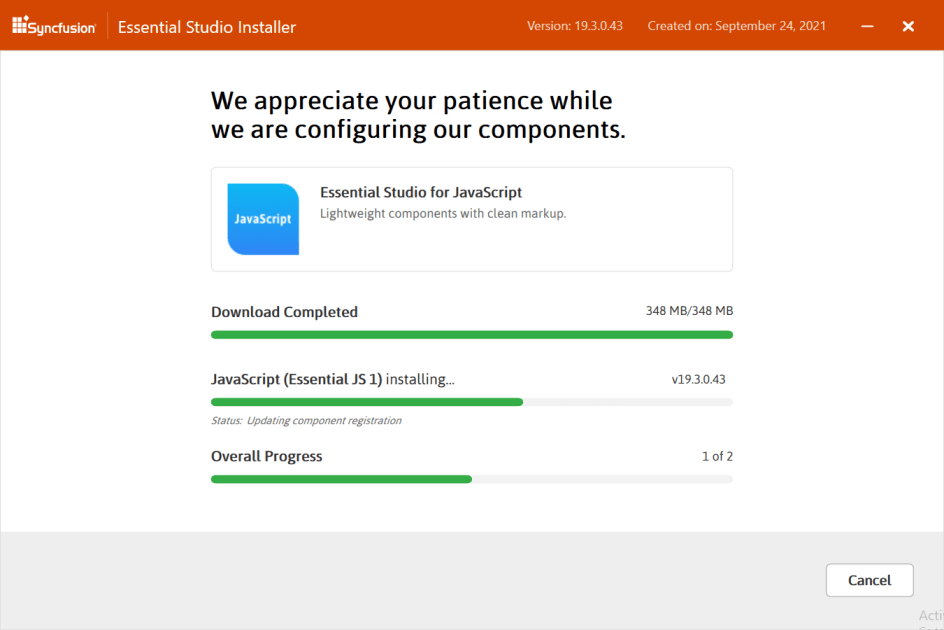 Syncfusion Essential Studio Installer Version: 19.3.0.43 Created on: September 24, 2021
We appreciate your patience while
we are configuring our components.
JavaScript
Essential Studio for JavaScript
Lightweight components with clean markup.
Download Completed 348 MB/348 MB
JavaScript (Essential JS 1) installing... v19.3.0.43
Status: Updating component registration
Overall Progress 1 of 2
Cancel
Acti